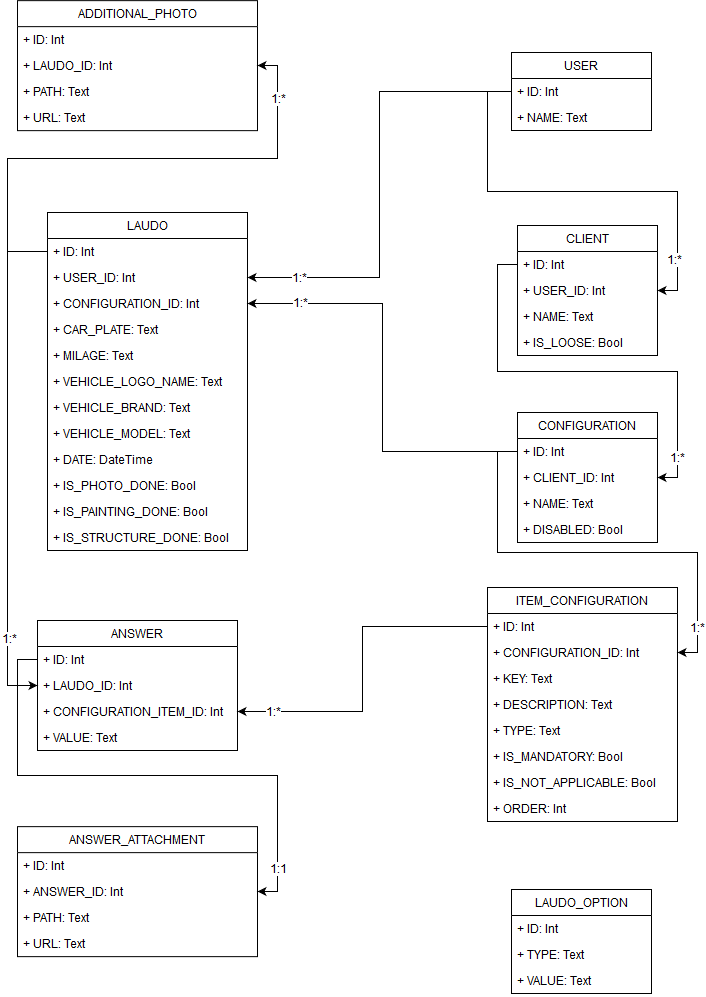 ADDITIONAL_PHOTO
+ ID: Int
+ LAUDO_ID: Int
+ PATH: Text
+ URL: Text
1:*
USER
+ ID: Int
+ NAME: Text
LAUDO
+ ID: Int
+ USER_ID: Int
+ CONFIGURATION_ID: Int
+ CAR_PLATE: Text
+ MILAGE: Text
+ VEHICLE_LOGO_NAME: Text
+ VEHICLE_BRAND: Text
+ VEHICLE_MODEL: Text
+ DATE: DateTime
+ IS_PHOTO_DONE: Bool
+ IS_PAINTING_DONE: Bool
+ IS_STRUCTURE_DONE: Bool
1:*
1:*
CLIENT
+ ID: Int
+ USER_ID: Int
+ NAME: Text
+ IS_LOOSE: Bool
1:*
CONFIGURATION
+ ID: Int
+ CLIENT_ID: Int
+ NAME: Text
+ DISABLED: Bool
1:*
ANSWER
+ ID: Int
+ LAUDO_ID: Int
+ CONFIGURATION_ITEM_ID: Int
+ VALUE: Text
1:*
1:*
ITEM_CONFIGURATION
+ ID: Int
+ CONFIGURATION_ID: Int
+ KEY: Text
+ DESCRIPTION: Text
+ TYPE: Text
+ IS_MANDATORY: Bool
+ IS_NOT_APPLICABLE: Bool
+ ORDER: Int
1:*
ANSWER_ATTACHMENT
+ ID: Int
+ ANSWER_ID: Int
+ PATH: Text
+ URL: Text
1:1
LAUDO_OPTION
+ ID: Int
+ TYPE: Text
+ VALUE: Text